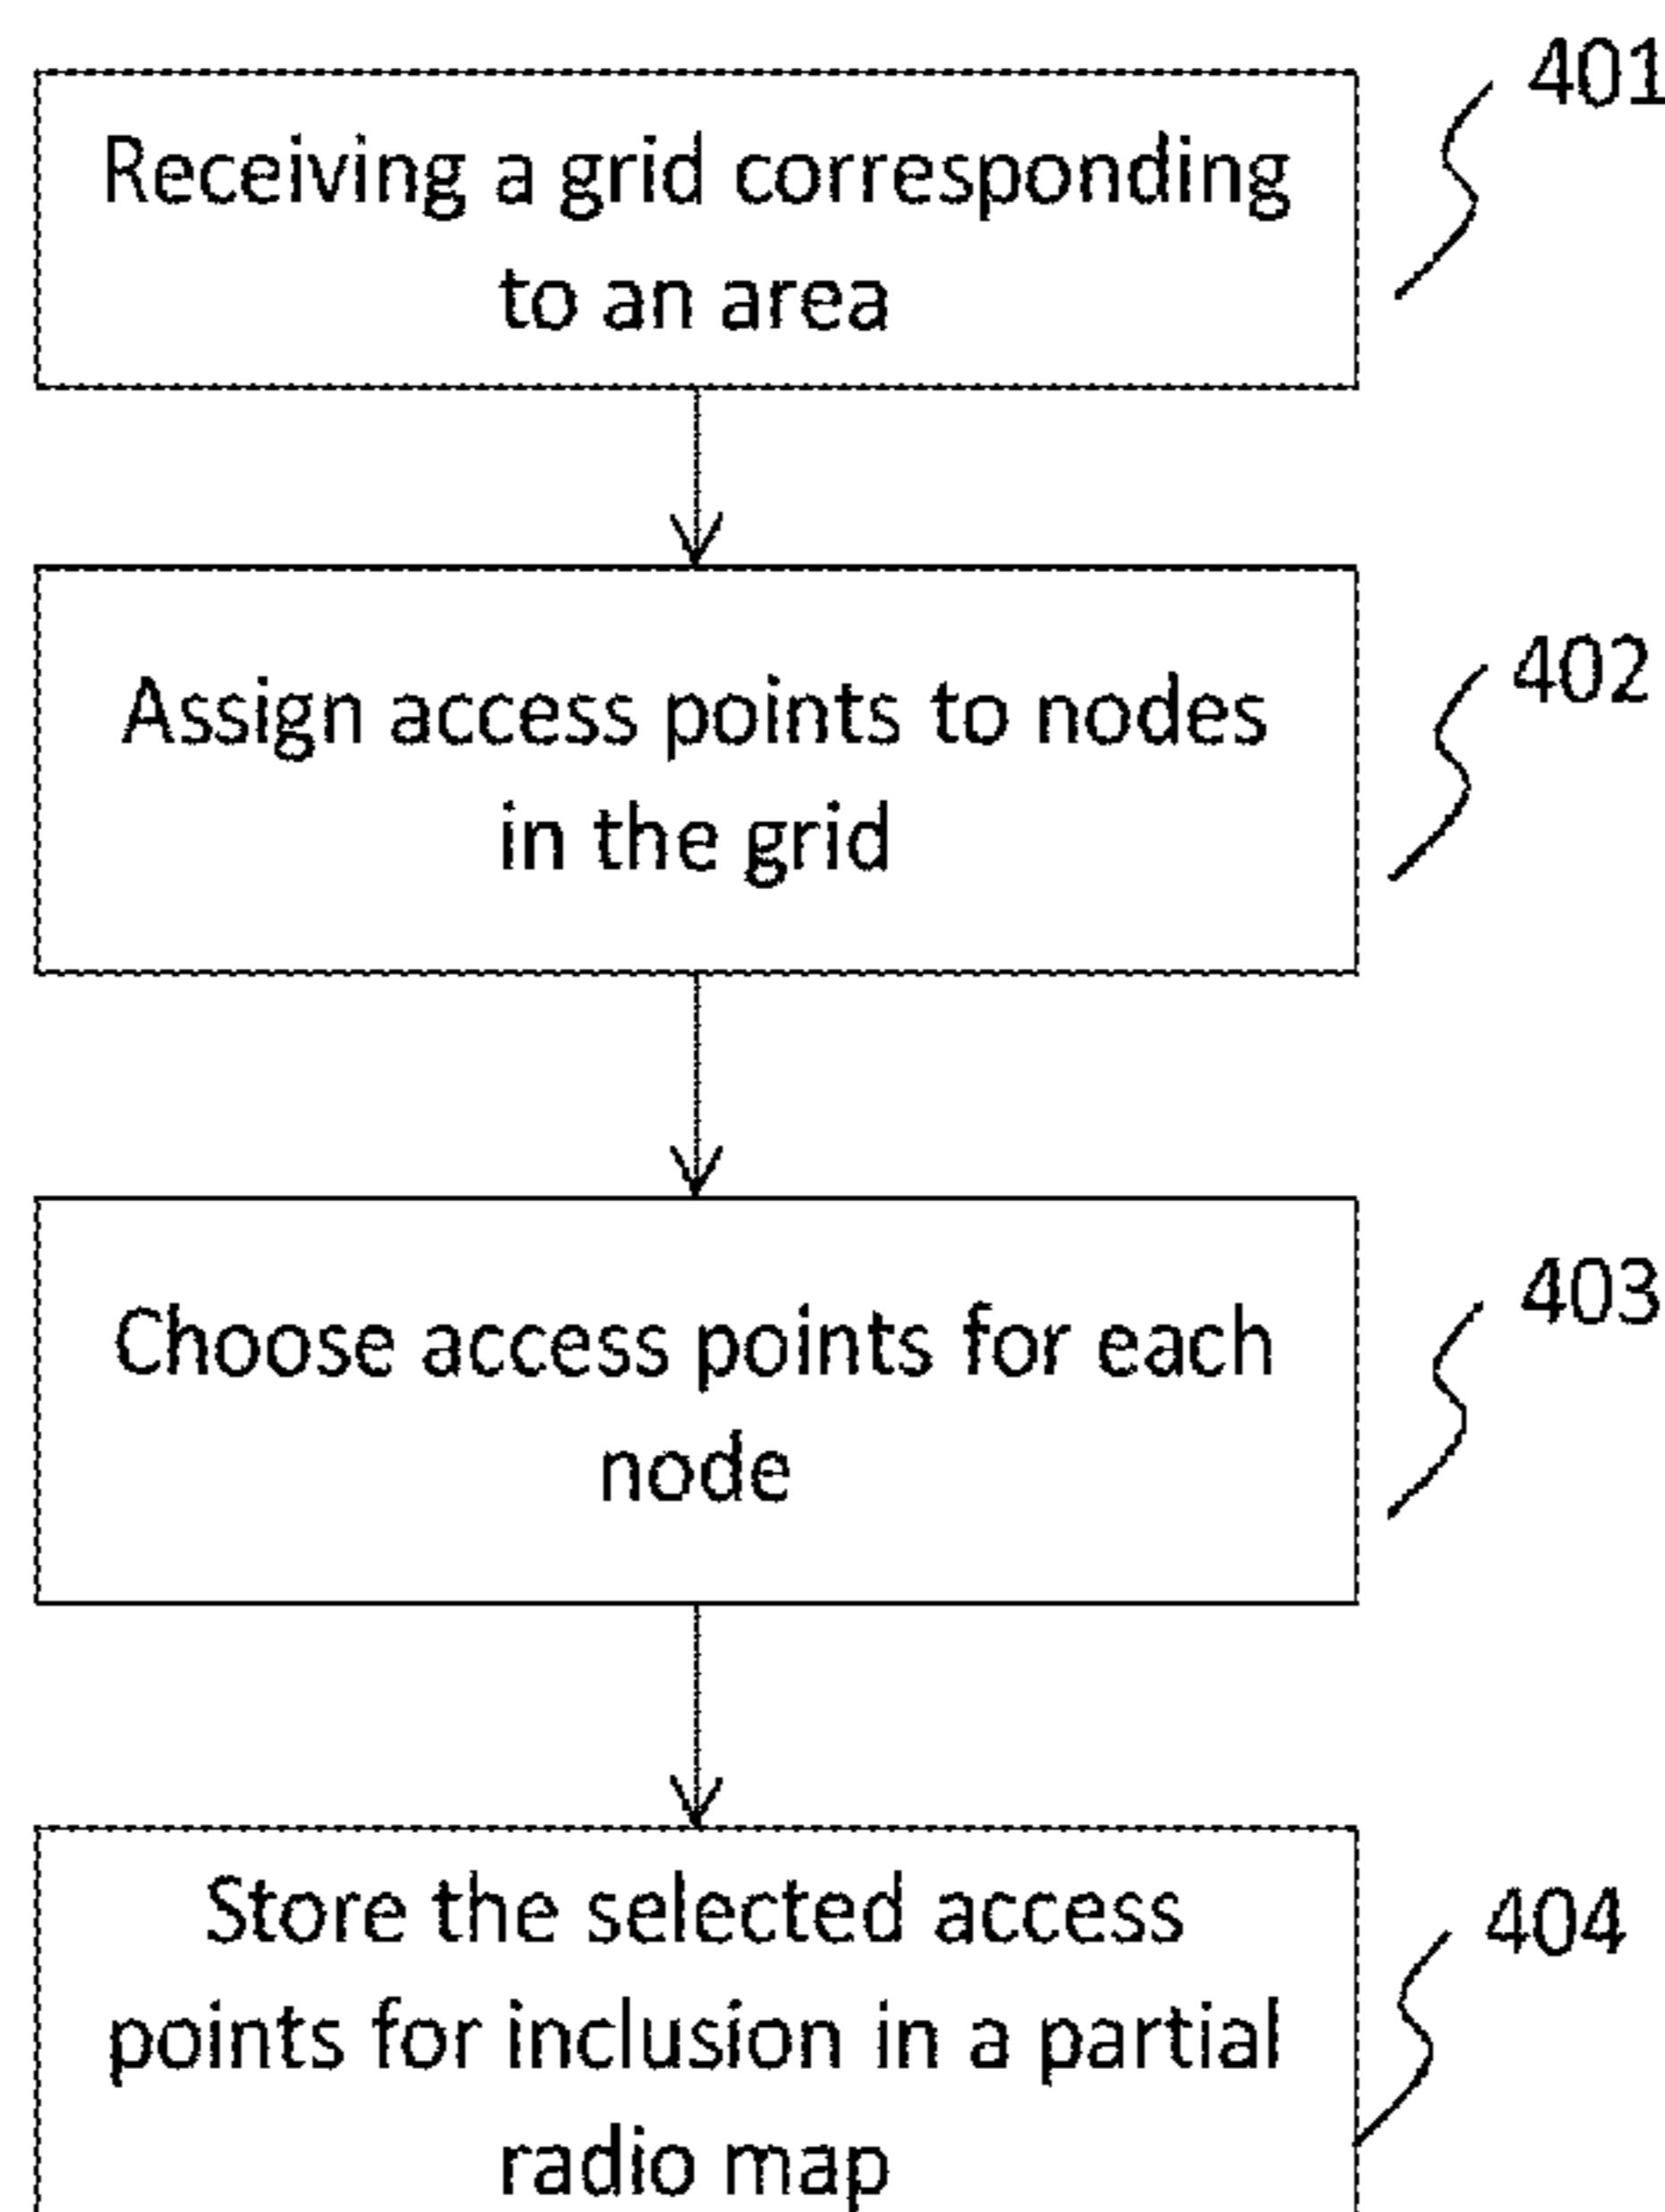 401
Receiving a grid corresponding
to an area
402
Assign access points to nodes
in the grid
403
Choose access points for each
node
404
Store the selected access
points for inclusion in a partial
radio map